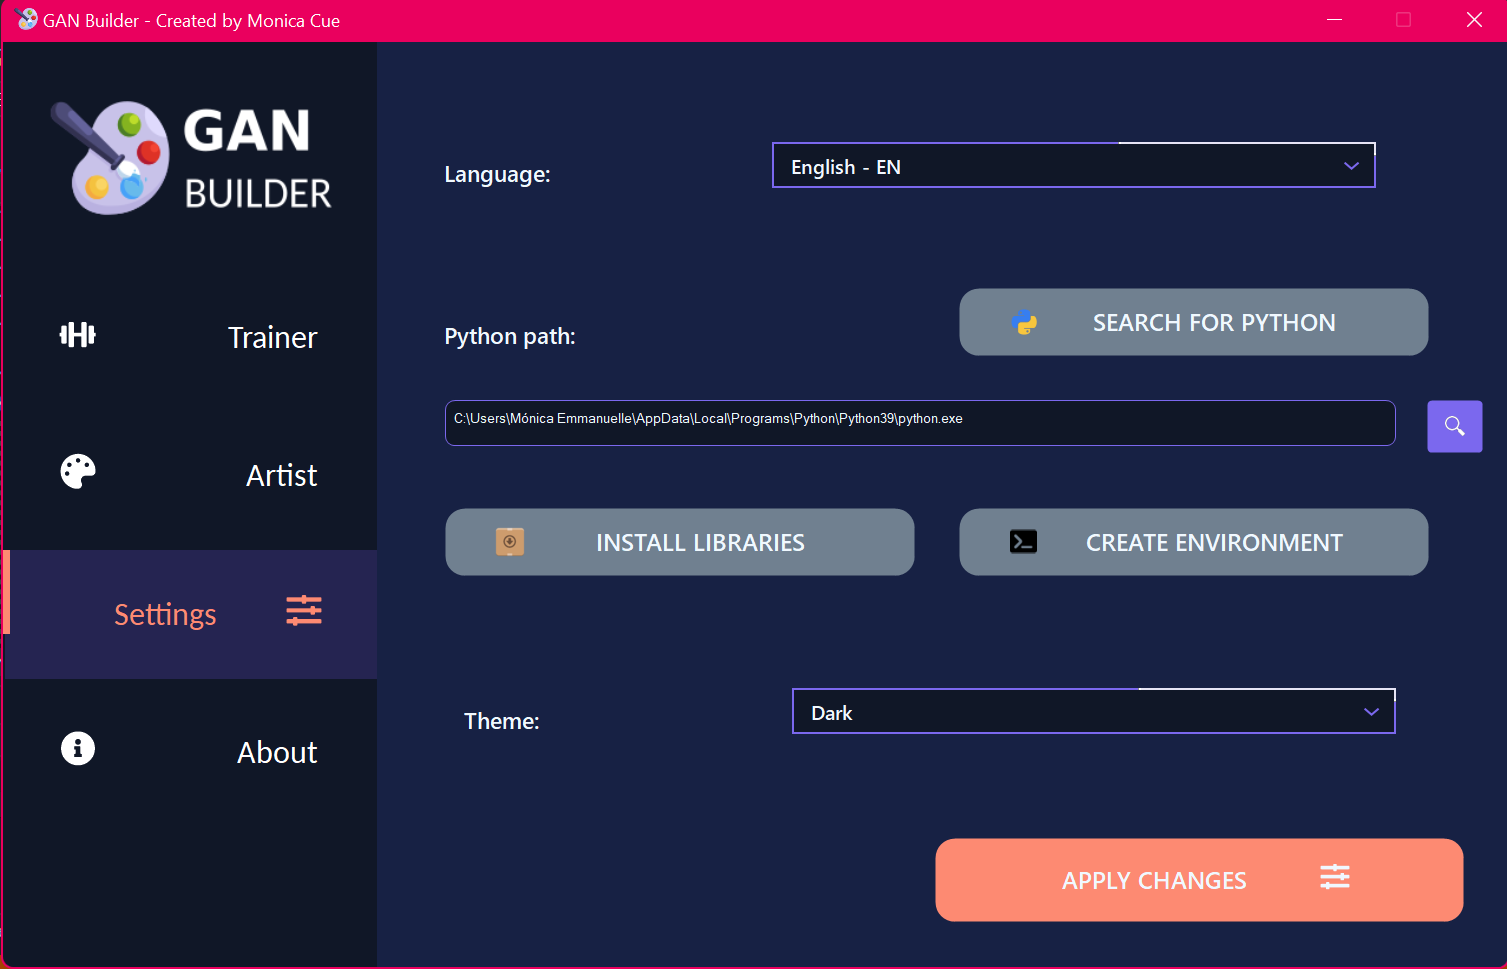 GAN Builder - Created by Monica Cue
GAN
BUILDER
Trainer
Artist
Settings
About
Language:
English - EN
Python path:
SEARCH FOR PYTHON
C:\Users\Mónica Emmanuelle\AppData\Local\Programs\Python\Python39\python.exe
INSTALL LIBRARIES
CREATE ENVIRONMENT
Theme:
Dark
APPLY CHANGES